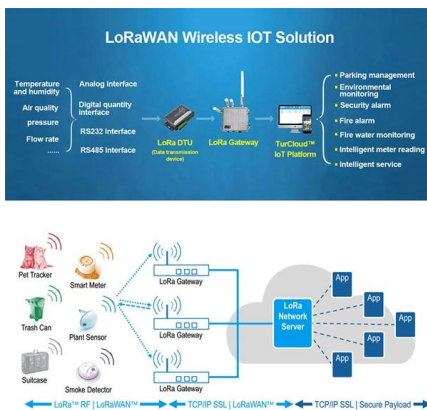 LoRaWAN Wireless IOT Solution
Temperature
and humidity
Air quality
pressure
Flow rate
......
Analog interface
Digital quantity
interface
RS232 interface
RS485 interface
LoRa DTU
(Data transmission
device)
LoRa Gateway
TurCloud™
IoT Platform
Parking management
Environmental
monitoring
Security alarm
Fire alarm
Fire water monitoring
Intelligent meter reading
Intelligent service
Pet Tracker
Smart Meter
Trash Can
Plant Sensor
Suitcase
Smoke Detector
LoRa Gateway
LoRa Gateway
LoRa Gateway
LoRa
Network
Server
App
App
App
App
App
LoRa™ RF | LoRaWAN™
TCP/IP SSL | LoRaWAN™
TCP/IP SSL | Secure Payload